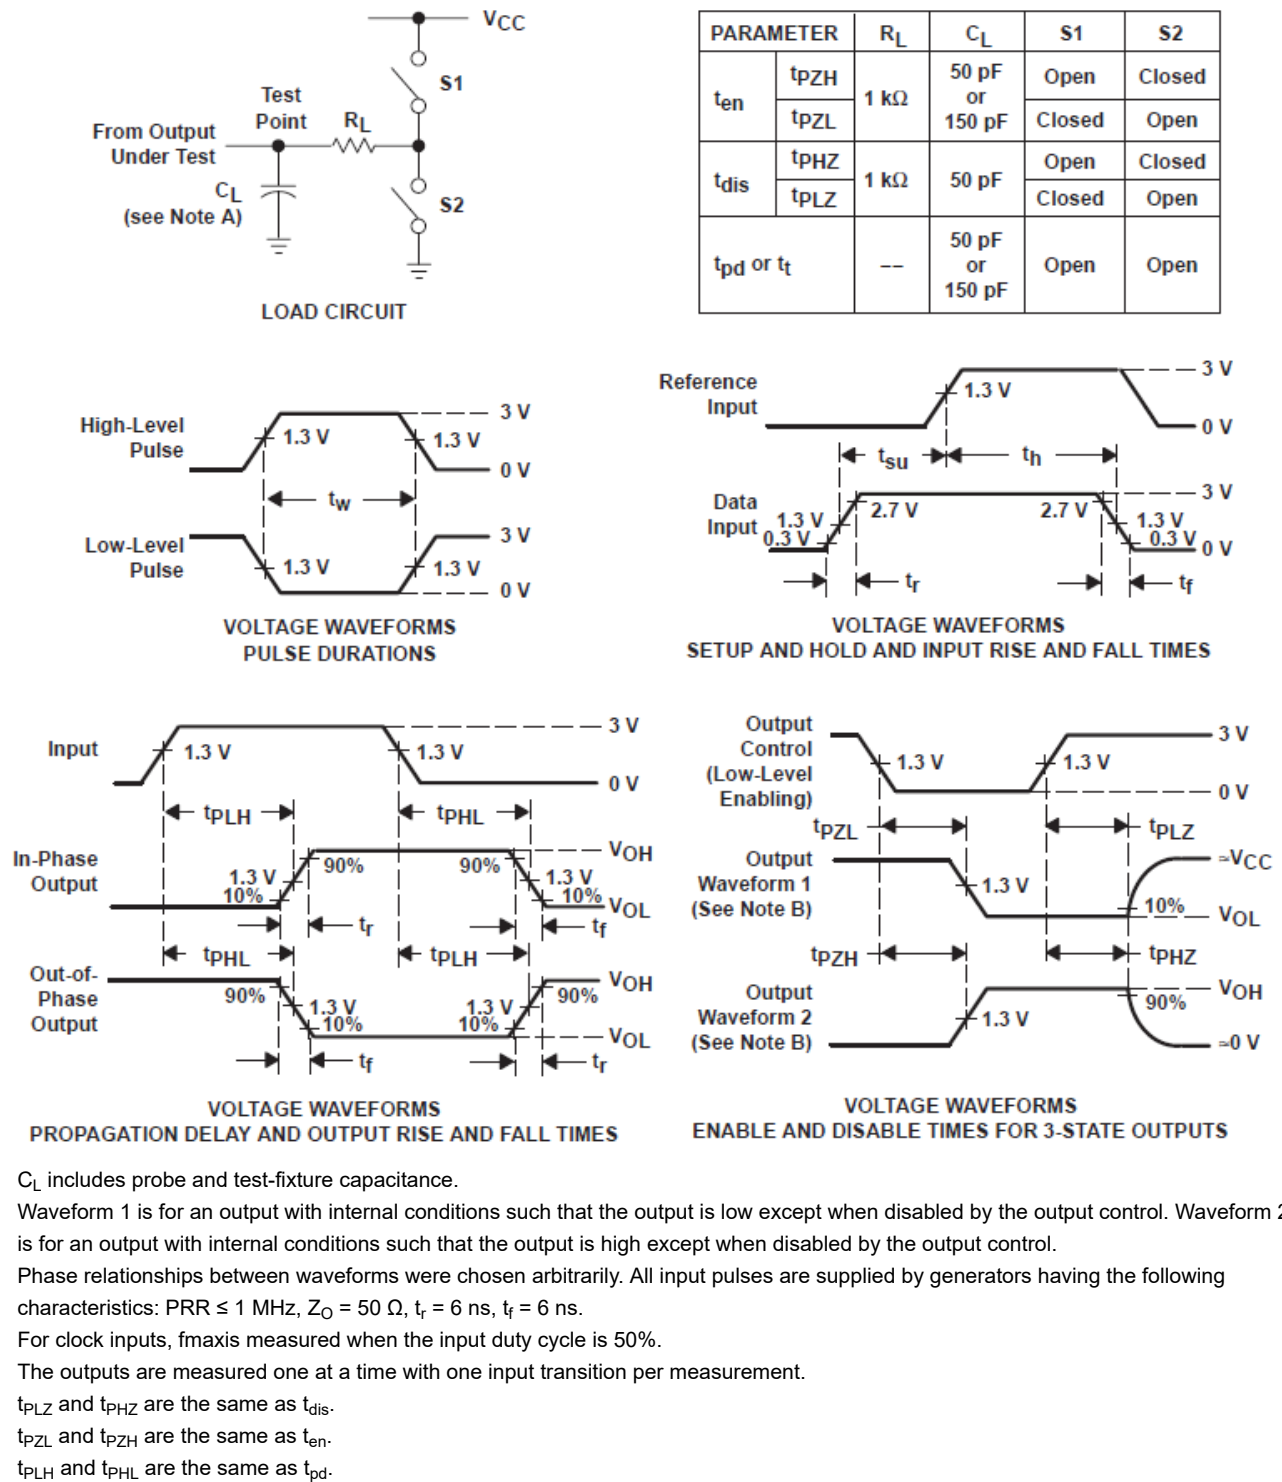 VCC
S1
Test
Point
RL
From Output
Under Test
CL
(see Note A)
S2
LOAD CIRCUIT
PARAMETER RL CL S1 S2
ten tPZH 1 kΩ 50 pF or 150 pF Open Closed
tPZL Closed Open
tdis tPHZ 1 kΩ 50 pF Open Closed
tPLZ Closed Open
tpd or tt –– 50 pF or 150 pF Open Open
High-Level
Pulse
1.3 V
1.3 V
3 V
0 V
tw
Low-Level
Pulse
1.3 V
1.3 V
3 V
0 V
VOLTAGE WAVEFORMS
PULSE DURATIONS
Reference
Input
1.3 V
3 V
0 V
tsu
th
Data
Input
1.3 V
0.3 V
2.7 V
2.7 V
3 V
1.3 V
0.3 V
0 V
tr
tf
VOLTAGE WAVEFORMS
SETUP AND HOLD AND INPUT RISE AND FALL TIMES
Input
1.3 V
1.3 V
3 V
0 V
tPLH
tPHL
In-Phase
Output
1.3 V
10%
90%
90%
1.3 V
10%
VOH
VOL
tr
tf
tPHL
tPLH
Out-of-
Phase
Output
90%
1.3 V
10%
1.3 V
10%
90%
VOH
VOL
tf
tr
VOLTAGE WAVEFORMS
PROPAGATION DELAY AND OUTPUT RISE AND FALL TIMES
Output
Control
(Low-Level
Enabling)
1.3 V
1.3 V
3 V
0 V
tPZL
tPLZ
Output
Waveform 1
(See Note B)
1.3 V
10%
≈VCC
VOL
tPZH
tPHZ
Output
Waveform 2
(See Note B)
1.3 V
90%
VOH
≈0 V
VOLTAGE WAVEFORMS
ENABLE AND DISABLE TIMES FOR 3-STATE OUTPUTS
CL includes probe and test-fixture capacitance.
Waveform 1 is for an output with internal conditions such that the output is low except when disabled by the output control. Waveform 2
is for an output with internal conditions such that the output is high except when disabled by the output control.
Phase relationships between waveforms were chosen arbitrarily. All input pulses are supplied by generators having the following
characteristics: PRR ≤ 1 MHz, ZO = 50 Ω, tr = 6 ns, tf = 6 ns.
For clock inputs, fmaxis measured when the input duty cycle is 50%.
The outputs are measured one at a time with one input transition per measurement.
tPLZ and tPHZ are the same as tdis.
tPZL and tPZH are the same as ten.
tPLH and tPHL are the same as tpd.